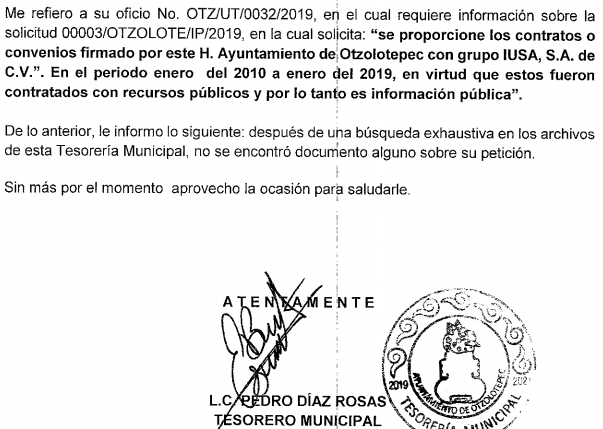 Me refiero a su oficio No. OTZ/UT/0032/2019, en el cual requiere información sobre la
solicitud 00003/OTZOLOTE/IP/2019, en la cual solicita: “se proporcione los contratos o
convenios firmado por este H. Ayuntamiento de Otzolotepec con grupo IUSA, S.A. de
C.V.”. En el periodo enero del 2010 a enero del 2019, en virtud que estos fueron
contratados con recursos públicos y por lo tanto es información pública”.
De lo anterior, le informo lo siguiente: después de una búsqueda exhaustiva en los archivos
de esta Tesorería Municipal, no se encontró documento alguno sobre su petición.
Sin más por el momento aprovecho la ocasión para saludarle.
ATENTAMENTE
L.C. PEDRO DÍAZ ROSAS
TESORERO MUNICIPAL
2019
AYUNTAMIENTO DE OTZOLOTEPEC
TESORERÍA MUNICIPAL